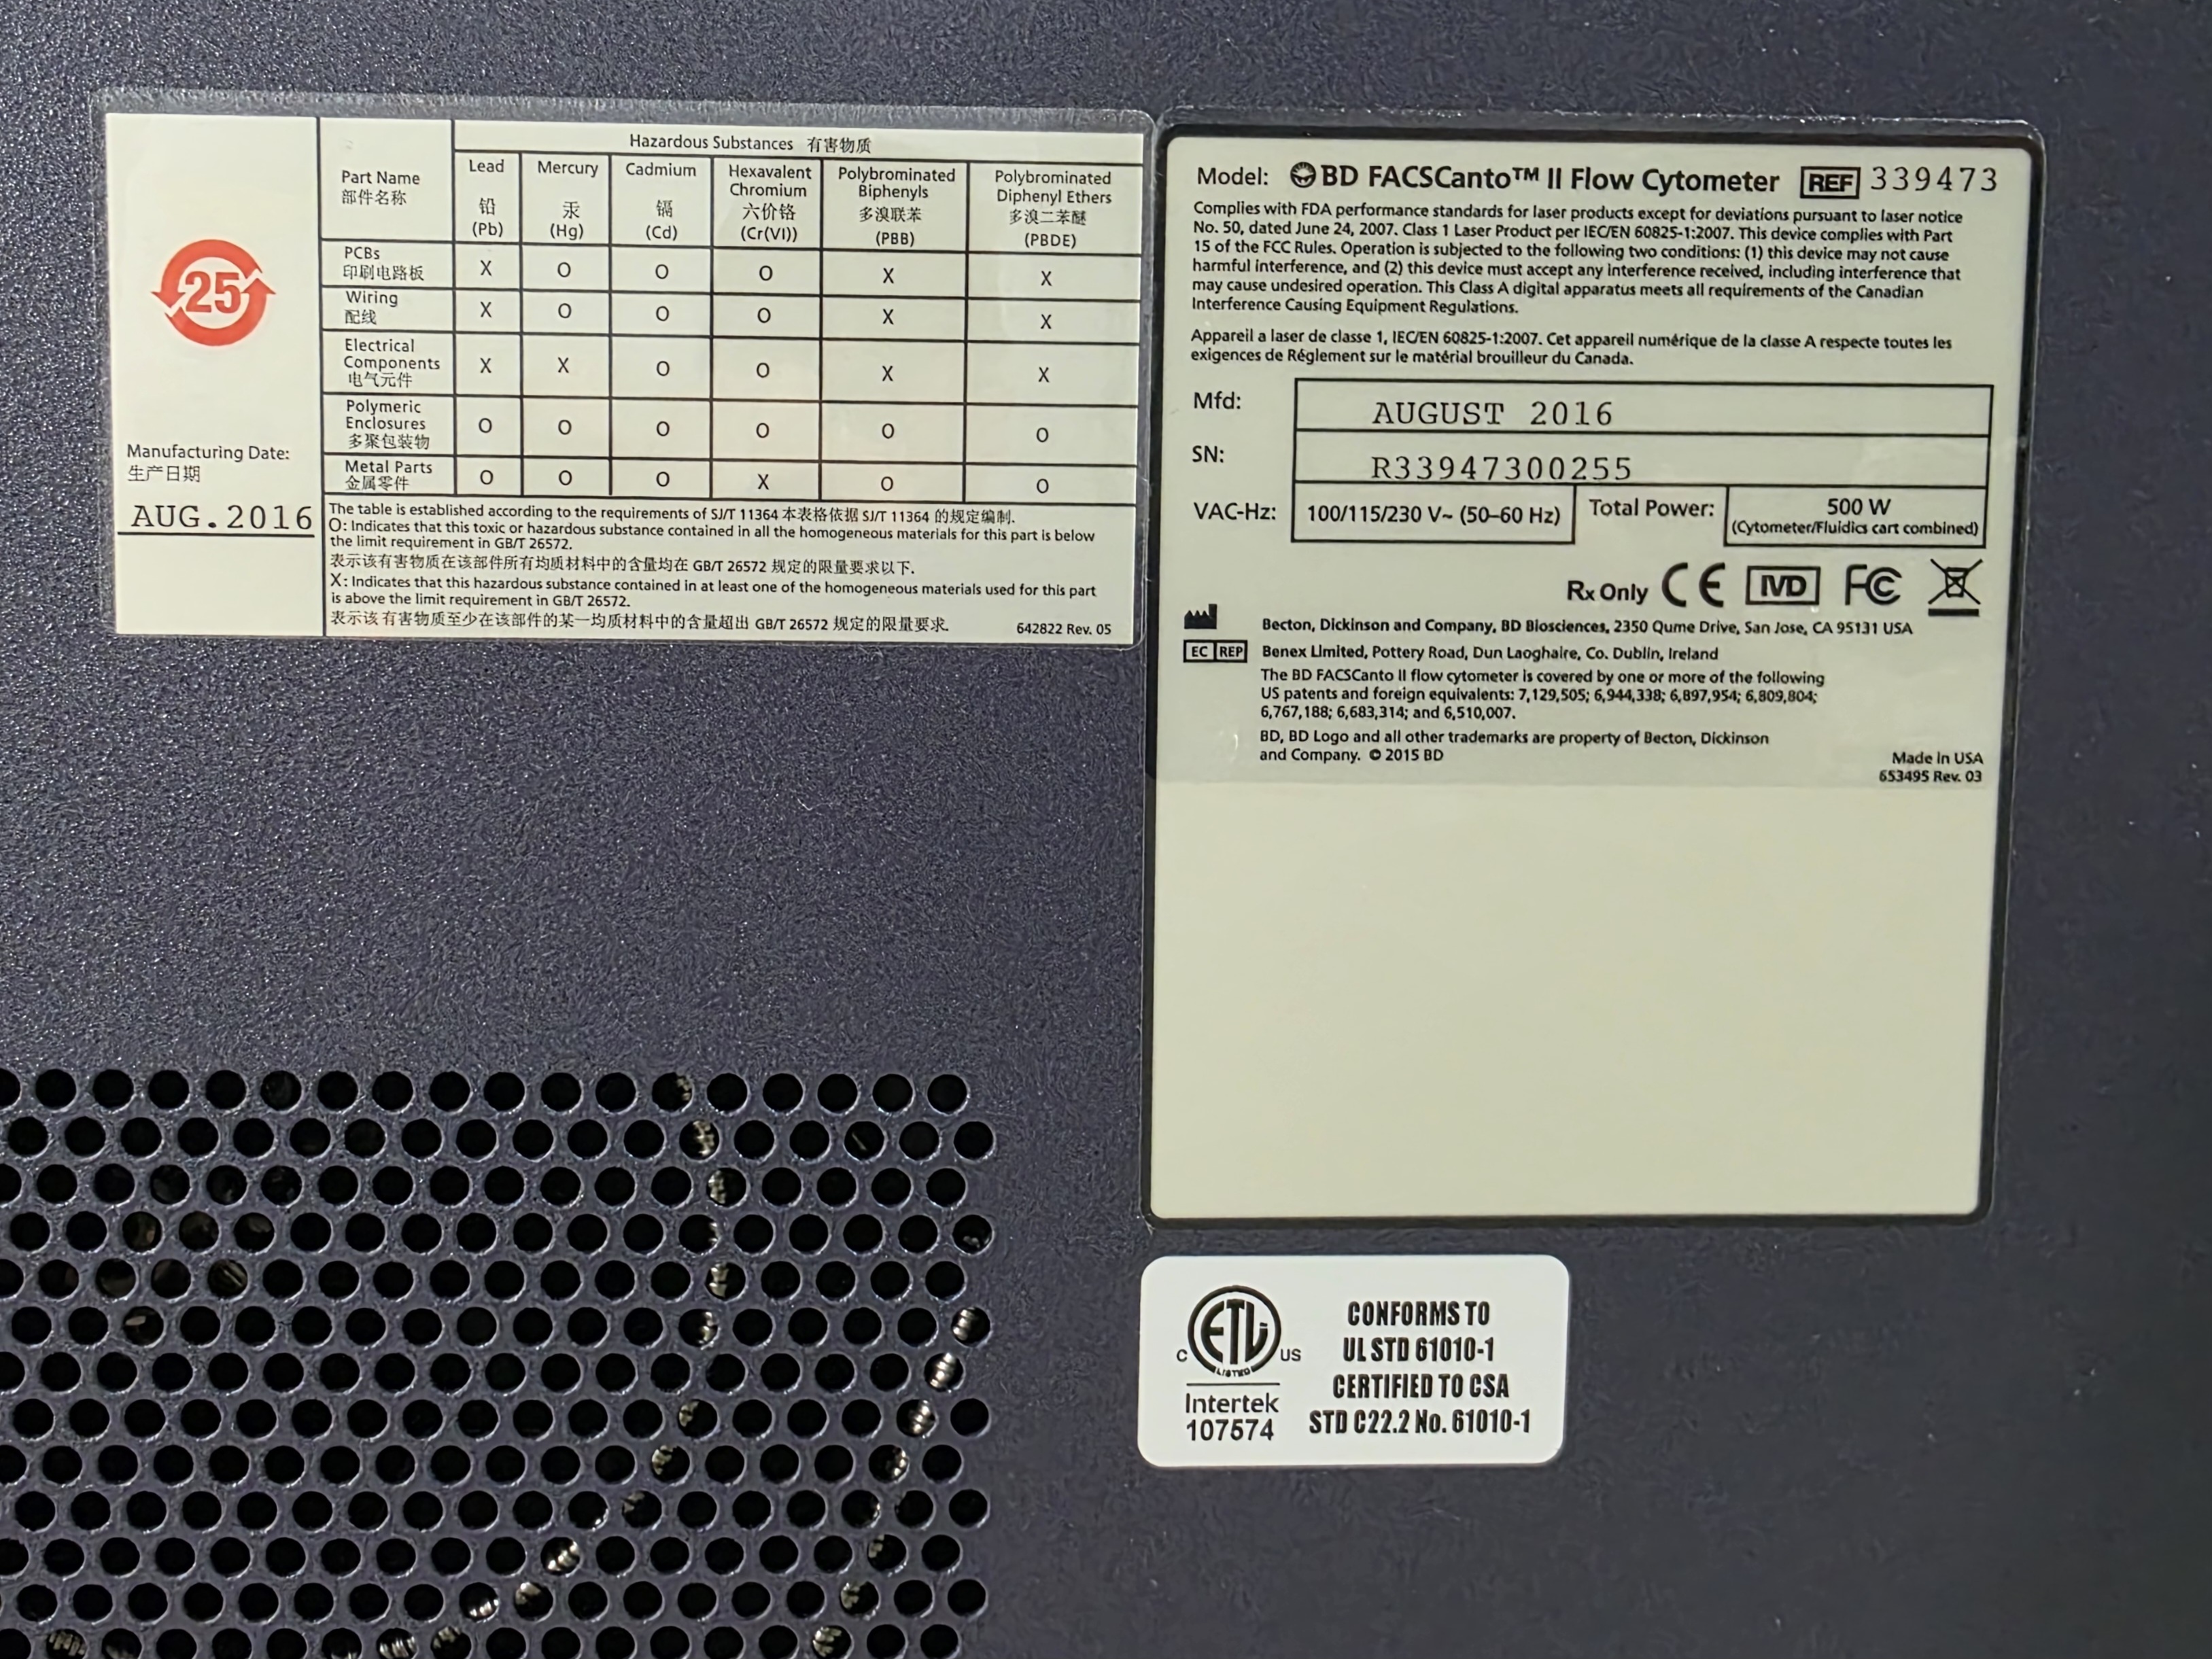 Hazardous Substances 有害物质
Part Name
部件名称
Lead
铅
(Pb)
Mercury
汞
(Hg)
Cadmium
镉
(Cd)
Hexavalent
Chromium
六价铬
(Cr(VI))
Polybrominated
Biphenyls
多溴联苯
(PBB)
Polybrominated
Diphenyl Ethers
多溴二苯醚
(PBDE)
PCBs
印刷电路板
X O O O X X
Wiring
配线
X O O O X X
Electrical
Components
电气元件
X X O O X X
Polymeric
Enclosures
多聚包装物
O O O O O O
Metal Parts
金属零件
O O O X O O
25
Manufacturing Date:
生产日期
AUG.2016
The table is established according to the requirements of SJ/T 11364 本表格依据 SJ/T 11364 的规定编制.
O: Indicates that this toxic or hazardous substance contained in all the homogeneous materials for this part is below
the limit requirement in GB/T 26572.
表示该有害物质在该部件所有均质材料中的含量均在 GB/T 26572 规定的限量要求以下.
X: Indicates that this hazardous substance contained in at least one of the homogeneous materials used for this part
is above the limit requirement in GB/T 26572.
表示该有害物质至少在该部件的某一均质材料中的含量超出 GB/T 26572 规定的限量要求.
642822 Rev. 05
Model: BD FACSCanto™ II Flow Cytometer REF 339473
Complies with FDA performance standards for laser products except for deviations pursuant to laser notice
No. 50, dated June 24, 2007. Class 1 Laser Product per IEC/EN 60825-1:2007. This device complies with Part
15 of the FCC Rules. Operation is subjected to the following two conditions: (1) this device may not cause
harmful interference, and (2) this device must accept any interference received, including interference that
may cause undesired operation. This Class A digital apparatus meets all requirements of the Canadian
Interference Causing Equipment Regulations.
Appareil a laser de classe 1, IEC/EN 60825-1:2007. Cet appareil numérique de la classe A respecte toutes les
exigences de Réglement sur le matérial brouilleur du Canada.
Mfd: AUGUST 2016
SN: R33947300255
VAC-Hz: 100/115/230 V~ (50–60 Hz) Total Power: 500 W
(Cytometer/Fluidics cart combined)
Rx Only CE IVD FC
Becton, Dickinson and Company, BD Biosciences, 2350 Qume Drive, San Jose, CA 95131 USA
EC REP Benex Limited, Pottery Road, Dun Laoghaire, Co. Dublin, Ireland
The BD FACSCanto II flow cytometer is covered by one or more of the following
US patents and foreign equivalents: 7,129,505; 6,944,338; 6,897,954; 6,809,804;
6,767,188; 6,683,314; and 6,510,007.
BD, BD Logo and all other trademarks are property of Becton, Dickinson
and Company. © 2015 BD
Made in USA
653495 Rev. 03
C ETL US
LISTED
Intertek
107574
CONFORMS TO
UL STD 61010-1
CERTIFIED TO CSA
STD C22.2 No. 61010-1